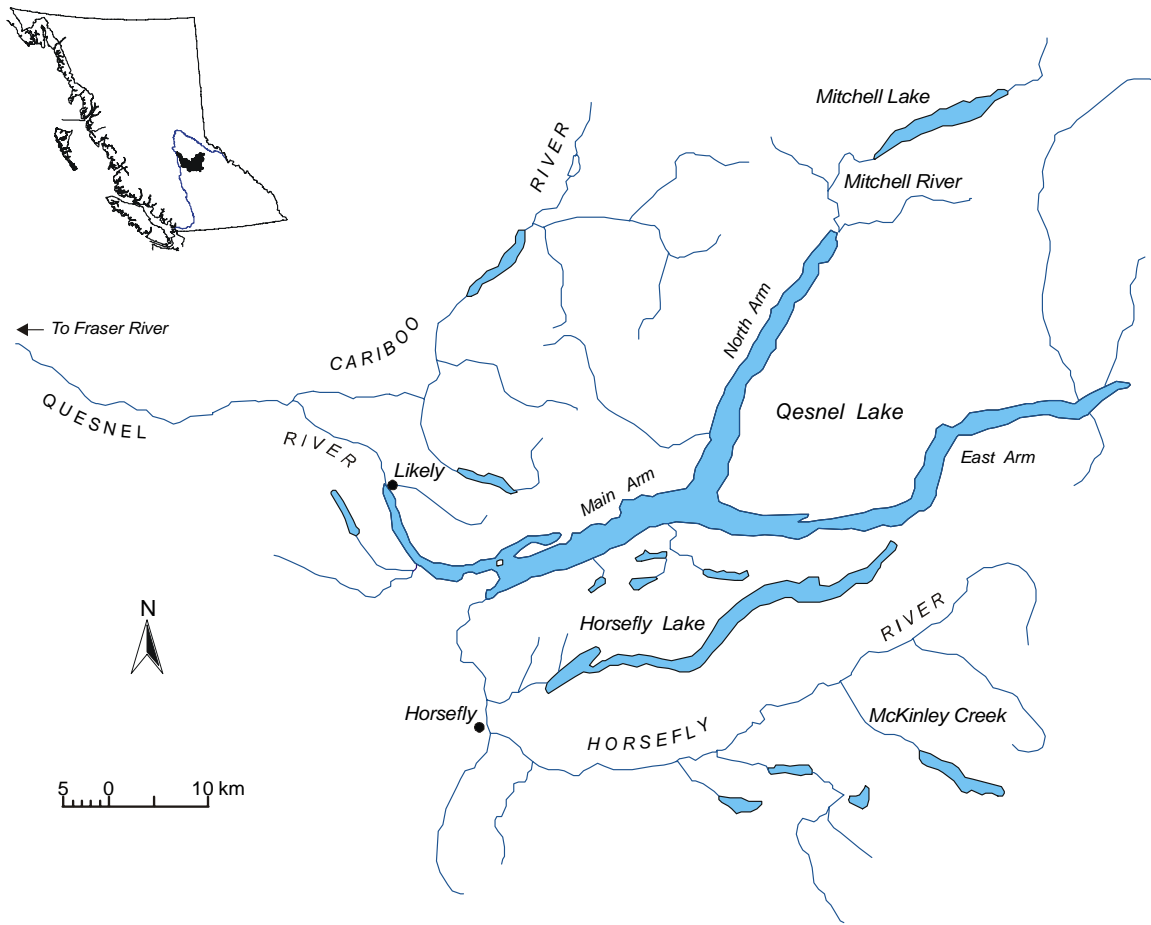 Mitchell Lake
RIVER
Mitchell River
North Arm
To Fraser River
CARIBOO
QUESNEL
RIVER
Qesnel Lake
East Arm
Likely
Main Arm
Horsefly Lake
RIVER
N
Horsefly
HORSEFLY
McKinley Creek
5 0 10 km